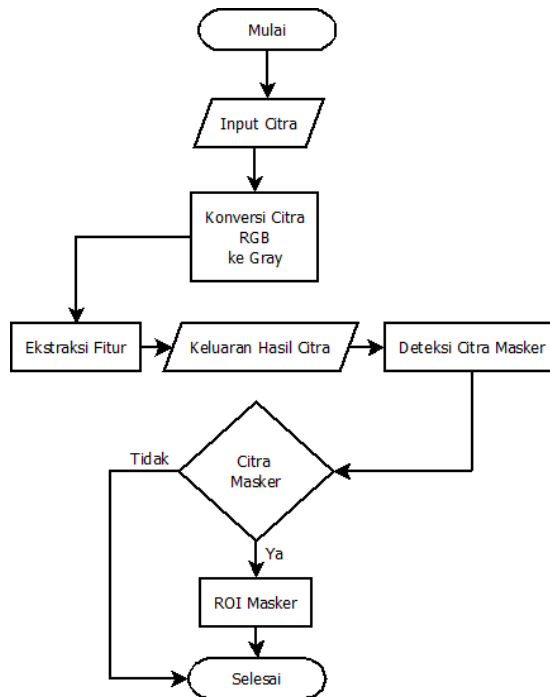 Mulai
Input Citra
Konversi Citra
RGB
ke Gray
Ekstraksi Fitur
Keluaran Hasil Citra
Deteksi Citra Masker
Citra
Masker
Tidak
Ya
ROI Masker
Selesai